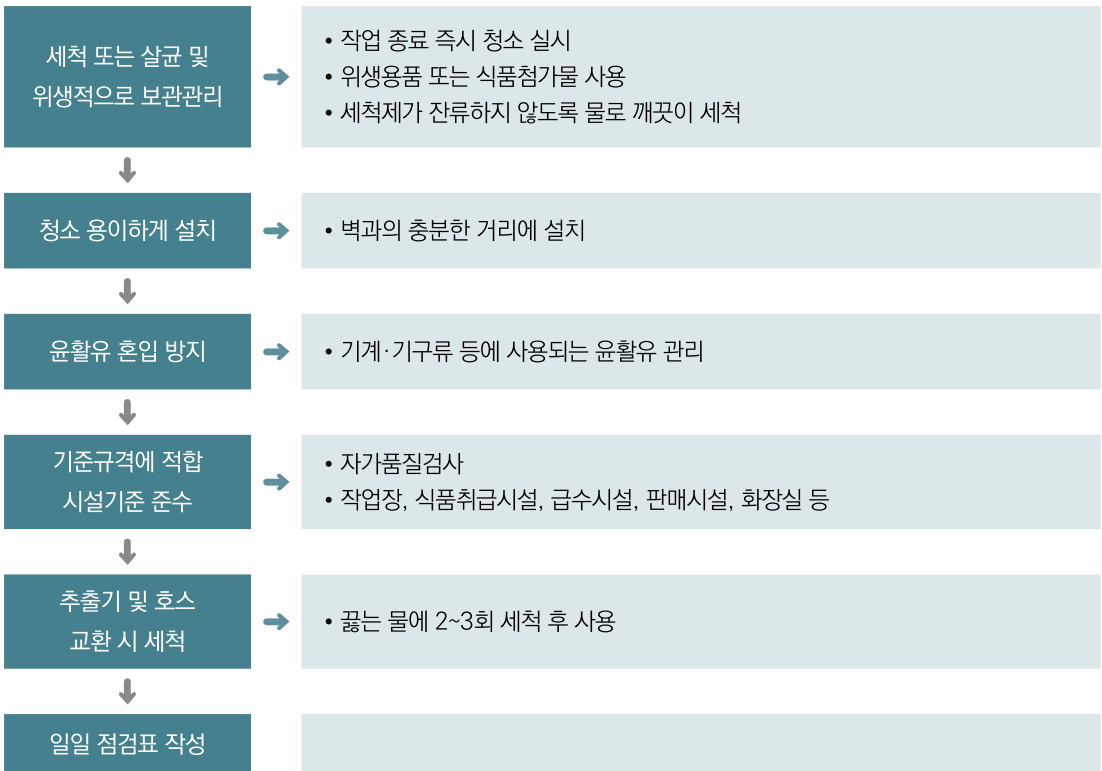 세척 또는 살균 및
위생적으로 보관관리
• 작업 종료 즉시 청소 실시
• 위생용품 또는 식품첨가물 사용
• 세척제가 잔류하지 않도록 물로 깨끗이 세척
청소 용이하게 설치
• 벽과의 충분한 거리에 설치
윤활유 혼입 방지
• 기계·기구류 등에 사용되는 윤활유 관리
기준규격에 적합
시설기준 준수
• 자가품질검사
• 작업장, 식품취급시설, 급수시설, 판매시설, 화장실 등
추출기 및 호스
교환 시 세척
• 끓는 물에 2~3회 세척 후 사용
일일 점검표 작성